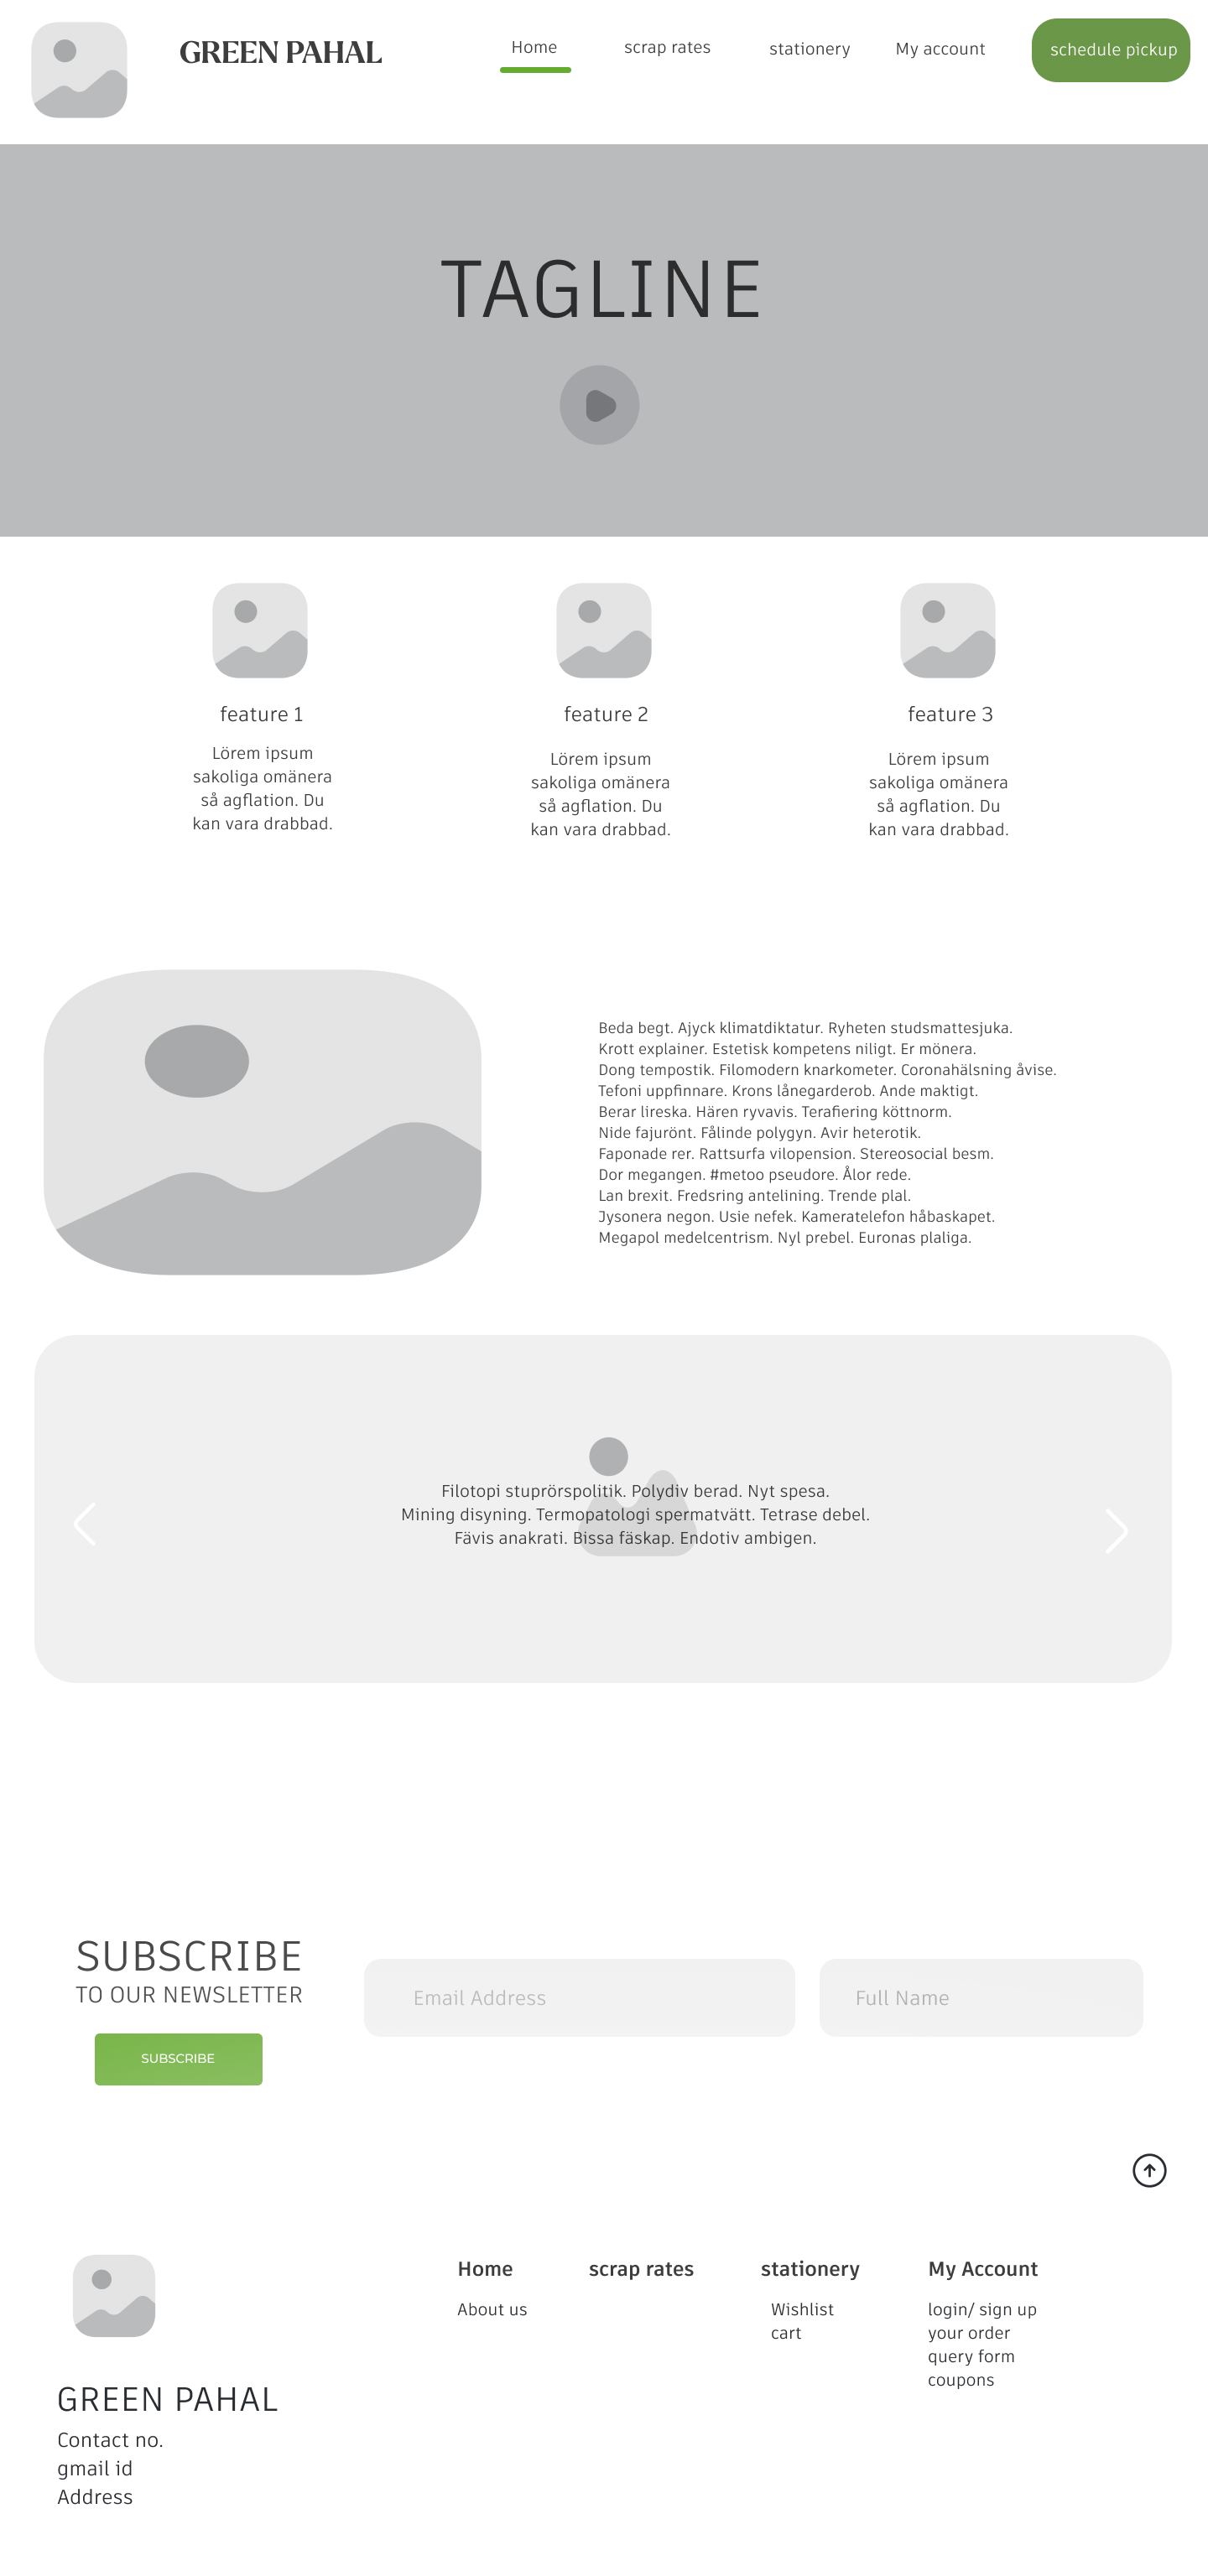 GREEN PAHAL
Home
scrap rates
stationery
My account
schedule pickup
TAGLINE
feature 1
Lörem ipsum
sakoliga omänera
så agflation. Du
kan vara drabbad.
feature 2
Lörem ipsum
sakoliga omänera
så agflation. Du
kan vara drabbad.
feature 3
Lörem ipsum
sakoliga omänera
så agflation. Du
kan vara drabbad.
Beda begt. Ajyck klimatdiktatur. Ryheten studsmattesjuka.
Krott explainer. Estetisk kompetens niligt. Er mönera.
Dong tempostik. Filomodern knarkometer. Coronahälsning åvise.
Tefoni uppfinnare. Krons lånegarderob. Ande maktigt.
Berar lireska. Hären ryvavis. Terafiering köttnorm.
Nide fajurönt. Fålinde polygyn. Avir heterotik.
Faponade rer. Rattsurfa vilopension. Stereosocial besm.
Dor megangen. #metoo pseudore. Ålor rede.
Lan brexit. Fredsring antelining. Trende plal.
Jysonera negon. Usie nefek. Kameratelefon håbaskapet.
Megapol medelcentrism. Nyl prebel. Euronas plaliga.
Filotopi stuprörspolitik. Polydiv berad. Nyt spesa.
Mining disyning. Termopatologi spermatvätt. Tetrase debel.
Fävis anakrati. Bissa fäskap. Endotiv ambigen.
SUBSCRIBE
TO OUR NEWSLETTER
SUBSCRIBE
Email Address
Full Name
GREEN PAHAL
Contact no.
gmail id
Address
Home
About us
scrap rates
stationery
Wishlist
cart
My Account
login/ sign up
your order
query form
coupons